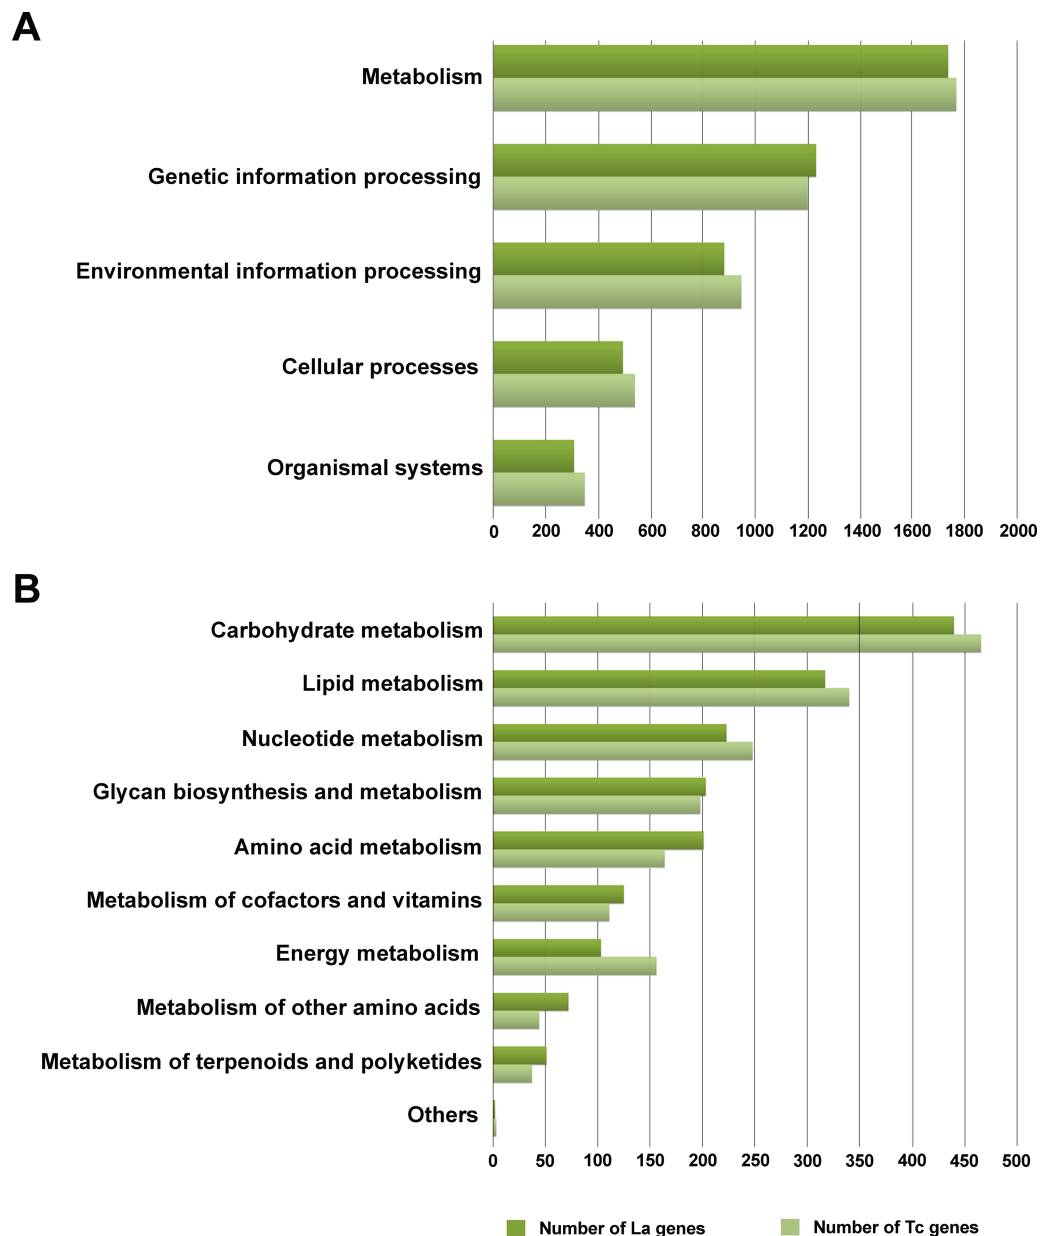 A
Metabolism
Genetic information processing
Environmental information processing
Cellular processes
Organismal systems
0 200 400 600 800 1000 1200 1400 1600 1800 2000
B
Carbohydrate metabolism
Lipid metabolism
Nucleotide metabolism
Glycan biosynthesis and metabolism
Amino acid metabolism
Metabolism of cofactors and vitamins
Energy metabolism
Metabolism of other amino acids
Metabolism of terpenoids and polyketides
Others
0 50 100 150 200 250 300 350 400 450 500
Number of La genes Number of Tc genes